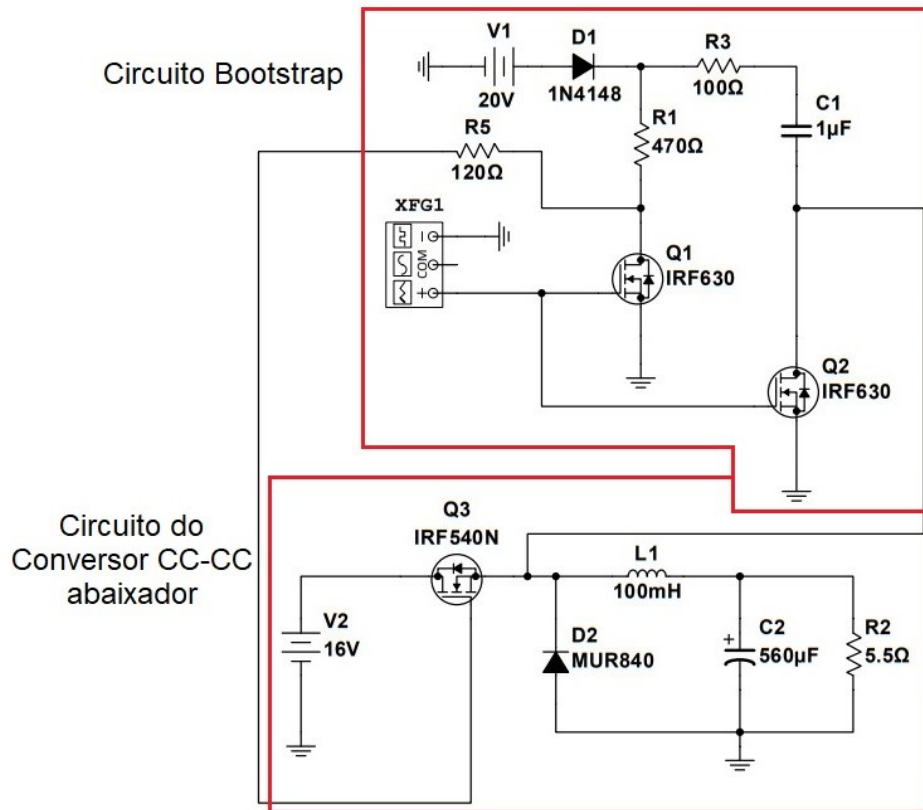 Circuito Bootstrap
V1
20V
D1
1N4148
R3
100Ω
C1
1µF
R1
470Ω
R5
120Ω
XFG1
COM
Q1
IRF630
Q2
IRF630
Circuito do
Conversor CC-CC
abaixador
Q3
IRF540N
V2
16V
L1
100mH
D2
MUR840
+
C2
560µF
R2
5.5Ω